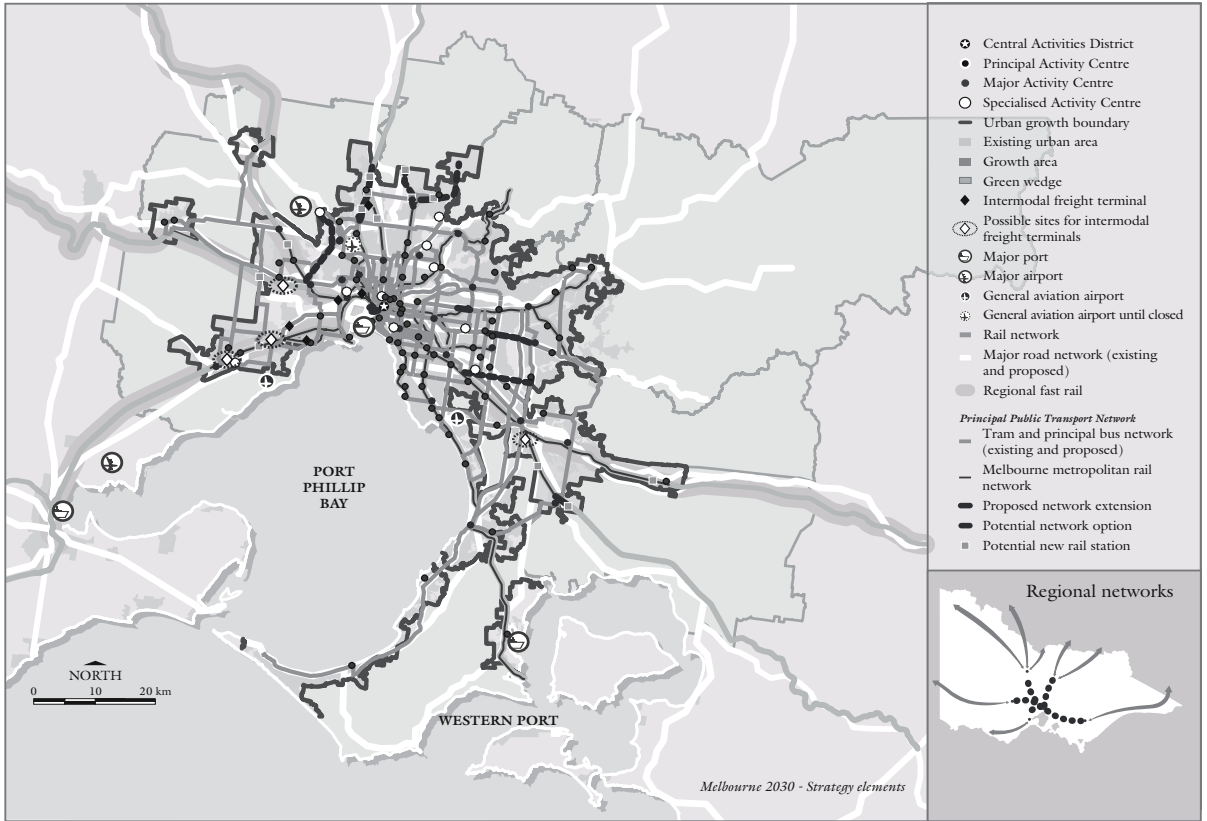 Central Activities District
Principal Activity Centre
Major Activity Centre
Specialised Activity Centre
Urban growth boundary
Existing urban area
Growth area
Green wedge
Intermodal freight terminal
Possible sites for intermodal
freight terminals
Major port
Major airport
General aviation airport
General aviation airport until closed
Rail network
Major road network (existing
and proposed)
Regional fast rail
Principal Public Transport Network
Tram and principal bus network
(existing and proposed)
Melbourne metropolitan rail
network
Proposed network extension
Potential network option
Potential new rail station
PORT
PHILLIP
BAY
NORTH
0 10 20 km
WESTERN PORT
Melbourne 2030 - Strategy elements
Regional networks